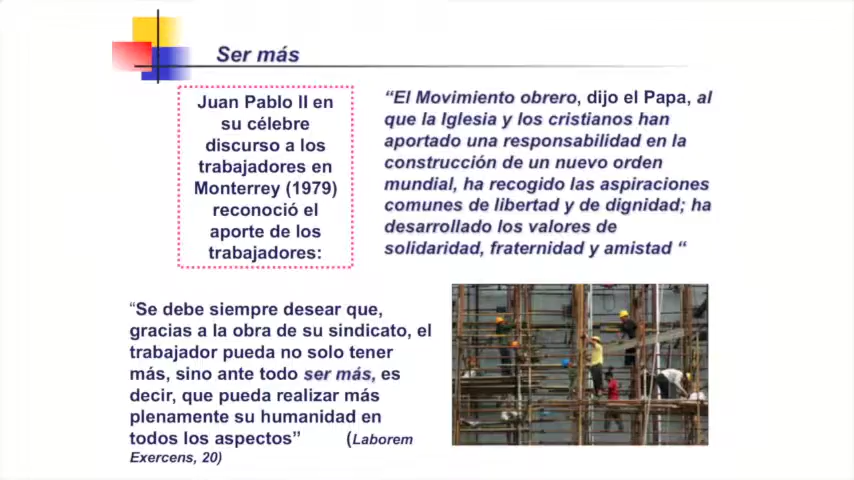 Ser más
Juan Pablo II en
su célebre
discurso a los
trabajadores en
Monterrey (1979)
reconoció el
aporte de los
trabajadores:
“El Movimiento obrero, dijo el Papa, al
que la Iglesia y los cristianos han
aportado una responsabilidad en la
construcción de un nuevo orden
mundial, ha recogido las aspiraciones
comunes de libertad y de dignidad; ha
desarrollado los valores de
solidaridad, fraternidad y amistad “
“Se debe siempre desear que,
gracias a la obra de su sindicato, el
trabajador pueda no solo tener
más, sino ante todo ser más, es
decir, que pueda realizar más
plenamente su humanidad en
todos los aspectos” (Laborem
Exercens, 20)